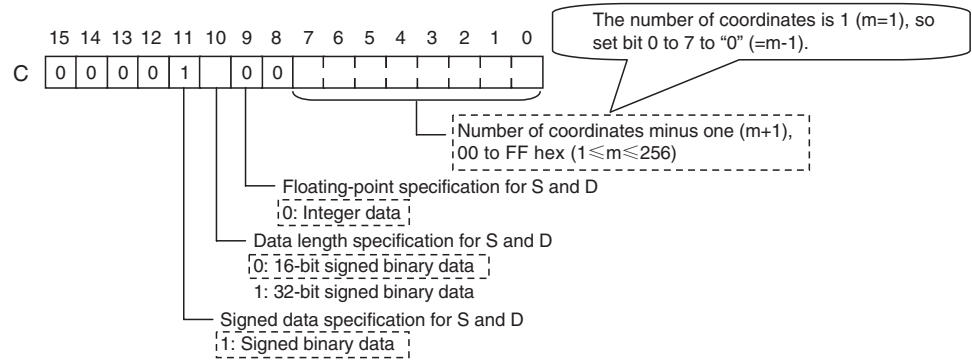 The number of coordinates is 1 (m=1), so
set bit 0 to 7 to “0” (=m-1).
15 14 13 12 11 10 9 8 7 6 5 4 3 2 1 0
C 0 0 0 0 1 0 0
Number of coordinates minus one (m+1),
00 to FF hex (1≤m≤256)
Floating-point specification for S and D
0: Integer data
Data length specification for S and D
0: 16-bit signed binary data
1: 32-bit signed binary data
Signed data specification for S and D
1: Signed binary data